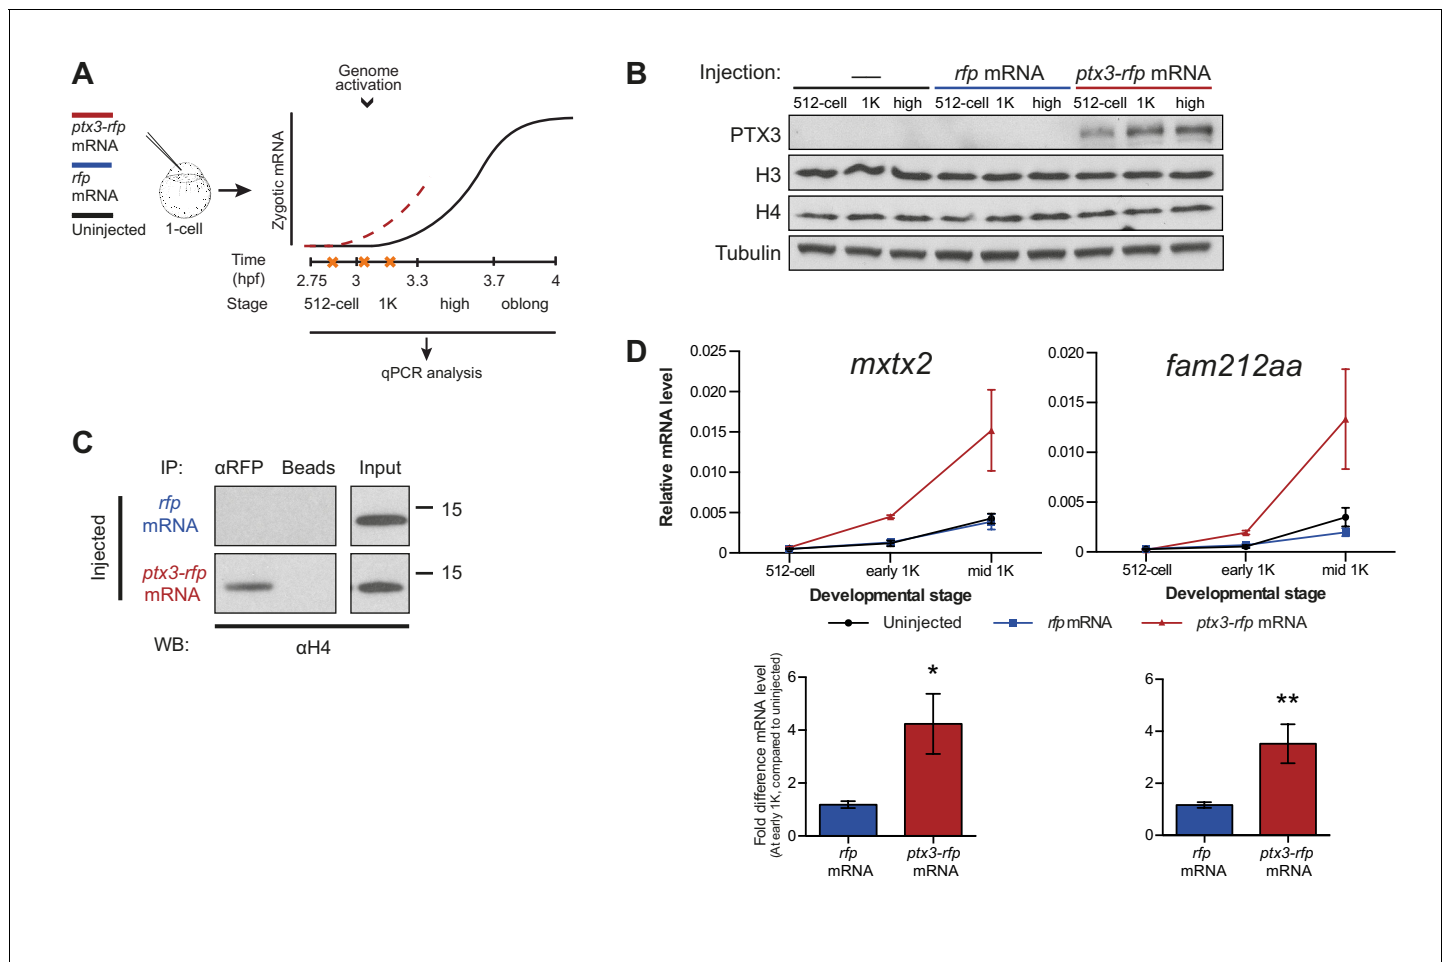 A
Genome
activation
ptx3-rfp
mRNA
rfp
mRNA
Uninjected
1-cell
Zygotic mRNA
Time
(hpf)
2.75 3 3.3 3.7 4
Stage 512-cell 1K high oblong
qPCR analysis
B
Injection: — rfp mRNA ptx3-rfp mRNA
512-cell 1K high 512-cell 1K high 512-cell 1K high
PTX3
H3
H4
Tubulin
C
IP: αRFP Beads Input
Injected
rfp
mRNA
15
ptx3-rfp
mRNA
15
WB: αH4
D
mxtx2
Relative mRNA level
0.025
0.020
0.015
0.010
0.005
0
512-cell early 1K mid 1K
Developmental stage
fam212aa
0.020
0.015
0.010
0.005
0
512-cell early 1K mid 1K
Developmental stage
Uninjected rfp mRNA ptx3-rfp mRNA
Fold difference mRNA level
(At early 1K, compared to uninjected)
6
4
2
0
*
rfp
mRNA
ptx3-rfp
mRNA
6
4
2
0
**
rfp
mRNA
ptx3-rfp
mRNA